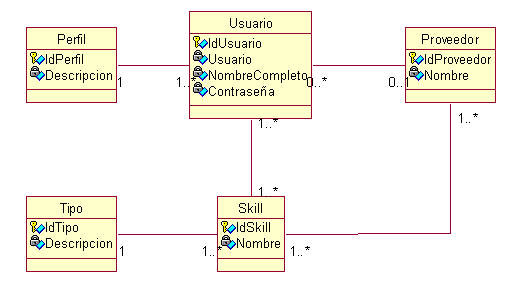 Perfil
IdPerfil
Descripcion
Usuario
IdUsuario
Usuario
NombreCompleto
Contraseña
Proveedor
IdProveedor
Nombre
1
1..*
0..*
0..1
1..*
1..*
1..*
Tipo
IdTipo
Descripcion
Skill
IdSkill
Nombre
1
1..*
1..*